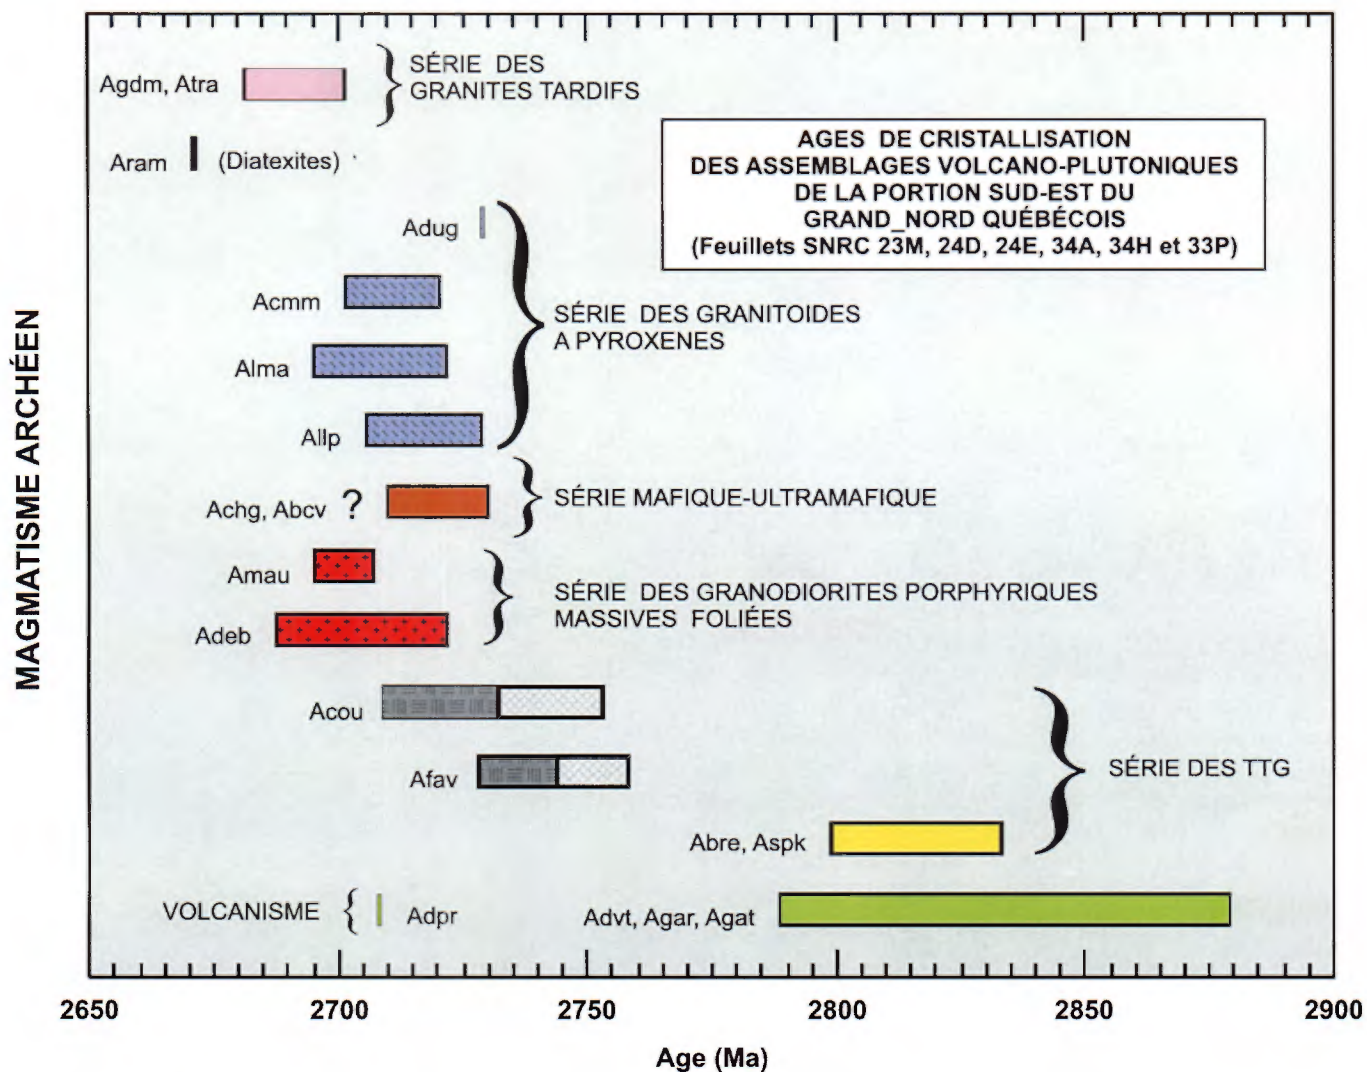 SÉRIE DES
GRANITES TARDIFS
Agdm, Atra
Aram
(Diatexites)
AGES DE CRISTALLISATION
DES ASSEMBLAGES VOLCANO-PLUTONIQUES
DE LA PORTION SUD-EST DU
GRAND_NORD QUÉBÉCOIS
(Feuillets SNRC 23M, 24D, 24E, 34A, 34H et 33P)
Adug
Acmm
SÉRIE DES GRANITOIDES
A PYROXENES
Alma
Allp
Achg, Abcv ?
SÉRIE MAFIQUE-ULTRAMAFIQUE
Amau
SÉRIE DES GRANODIORITES PORPHYRIQUES
MASSIVES FOLIÉES
Adeb
Acou
Afav
SÉRIE DES TTG
Abre, Aspk
VOLCANISME
Adpr
Advt, Agar, Agat
MAGMATISME ARCHÉEN
2650 2700 2750 2800 2850 2900
Age (Ma)